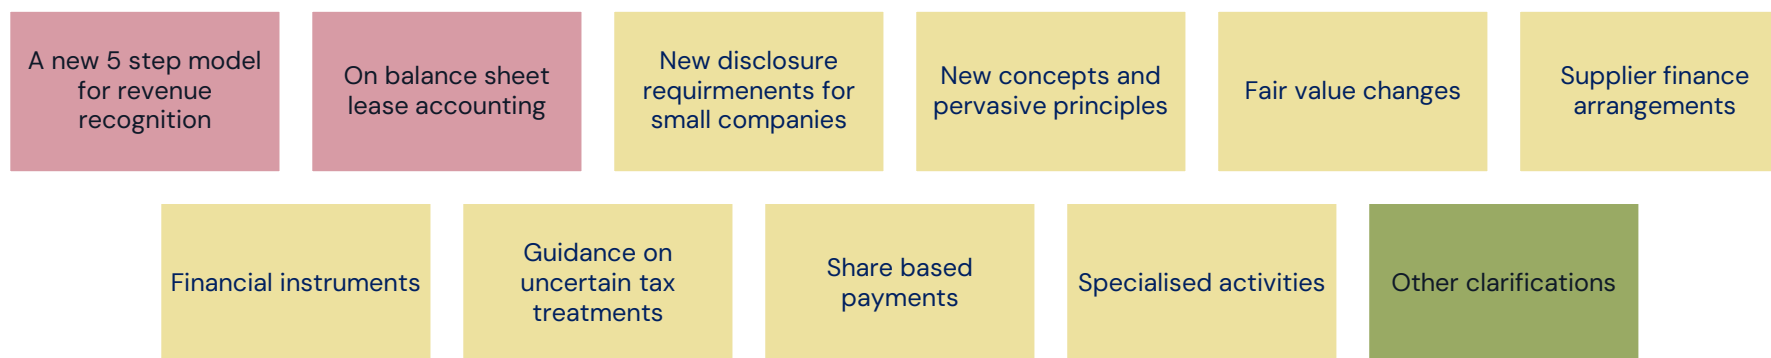 A new 5 step model
for revenue
recognition
On balance sheet
lease accounting
New disclosure
requirmenents for
small companies
New concepts and
pervasive principles
Fair value changes
Supplier finance
arrangements
Financial instruments
Guidance on
uncertain tax
treatments
Share based
payments
Specialised activities
Other clarifications